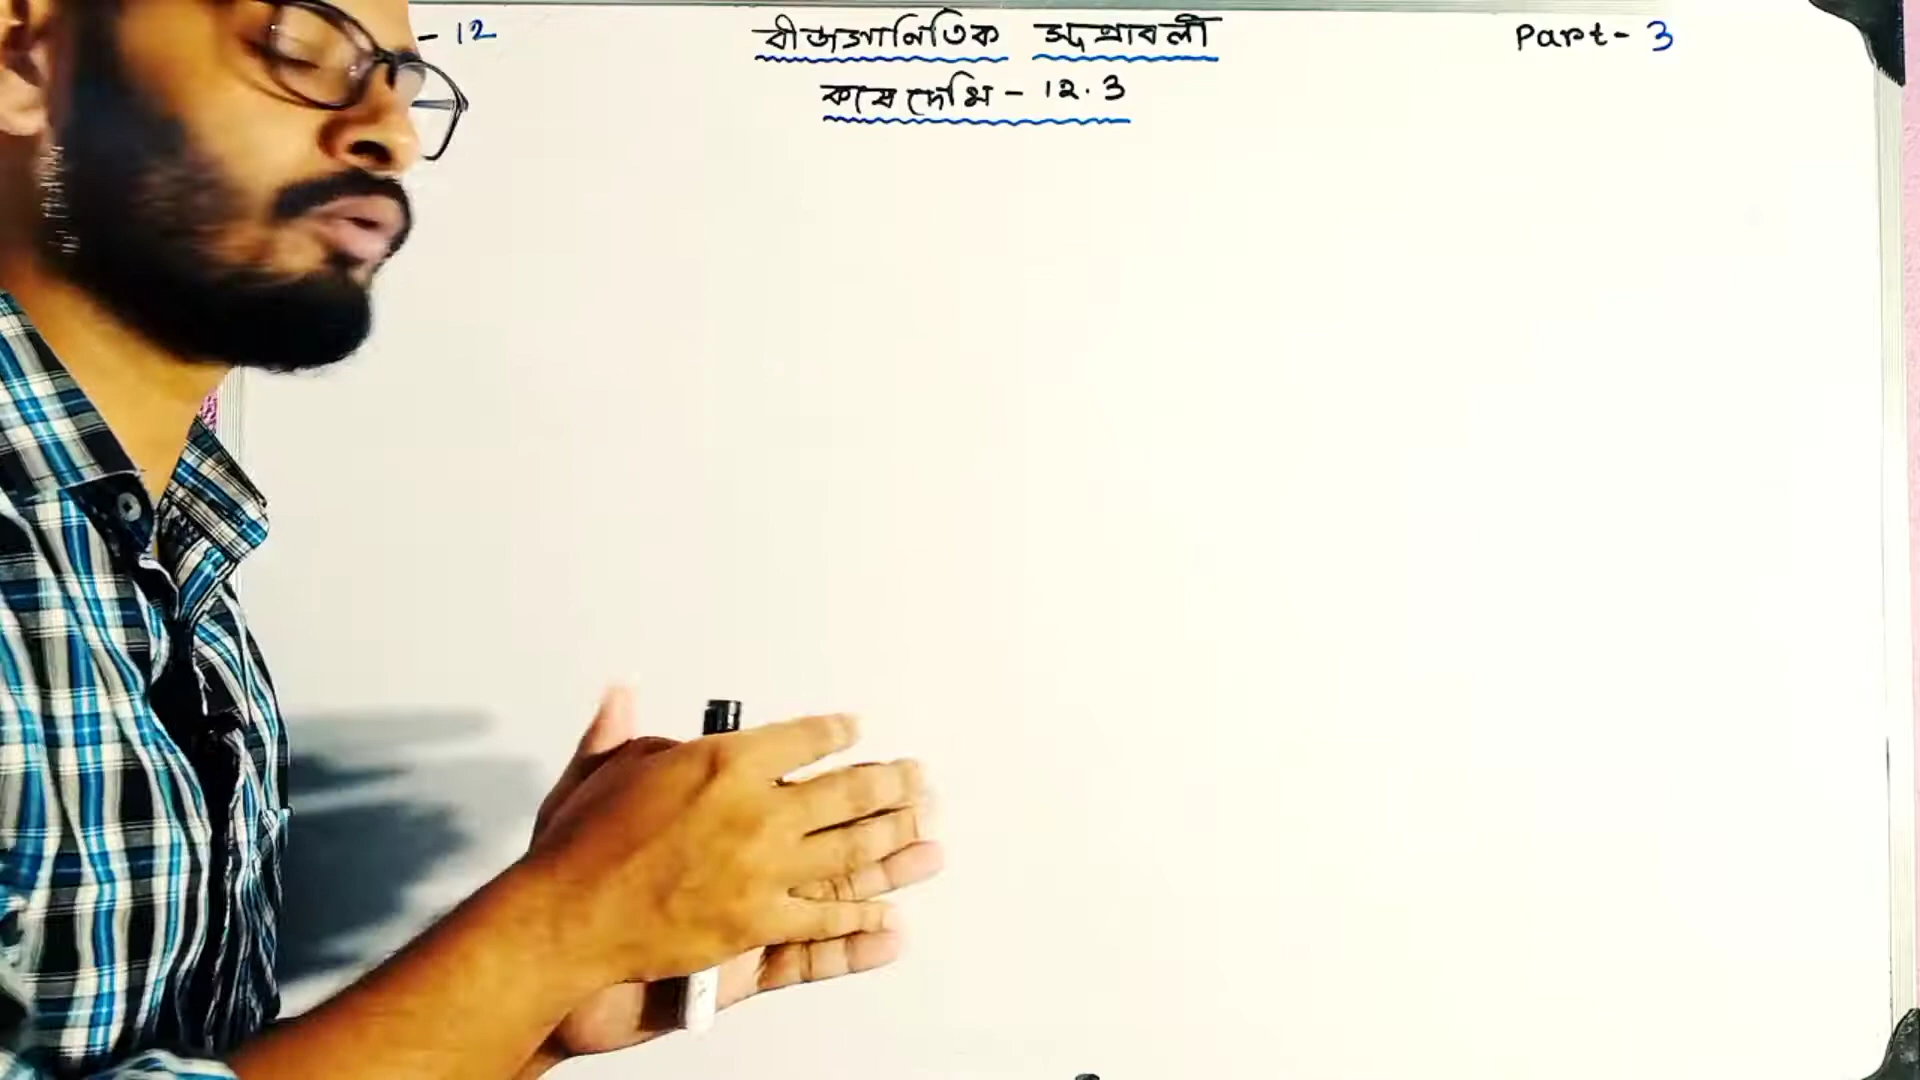 - 12
বীজগাণিতিক সূত্রাবলী
Part - 3
কষে দেখি - 12.3